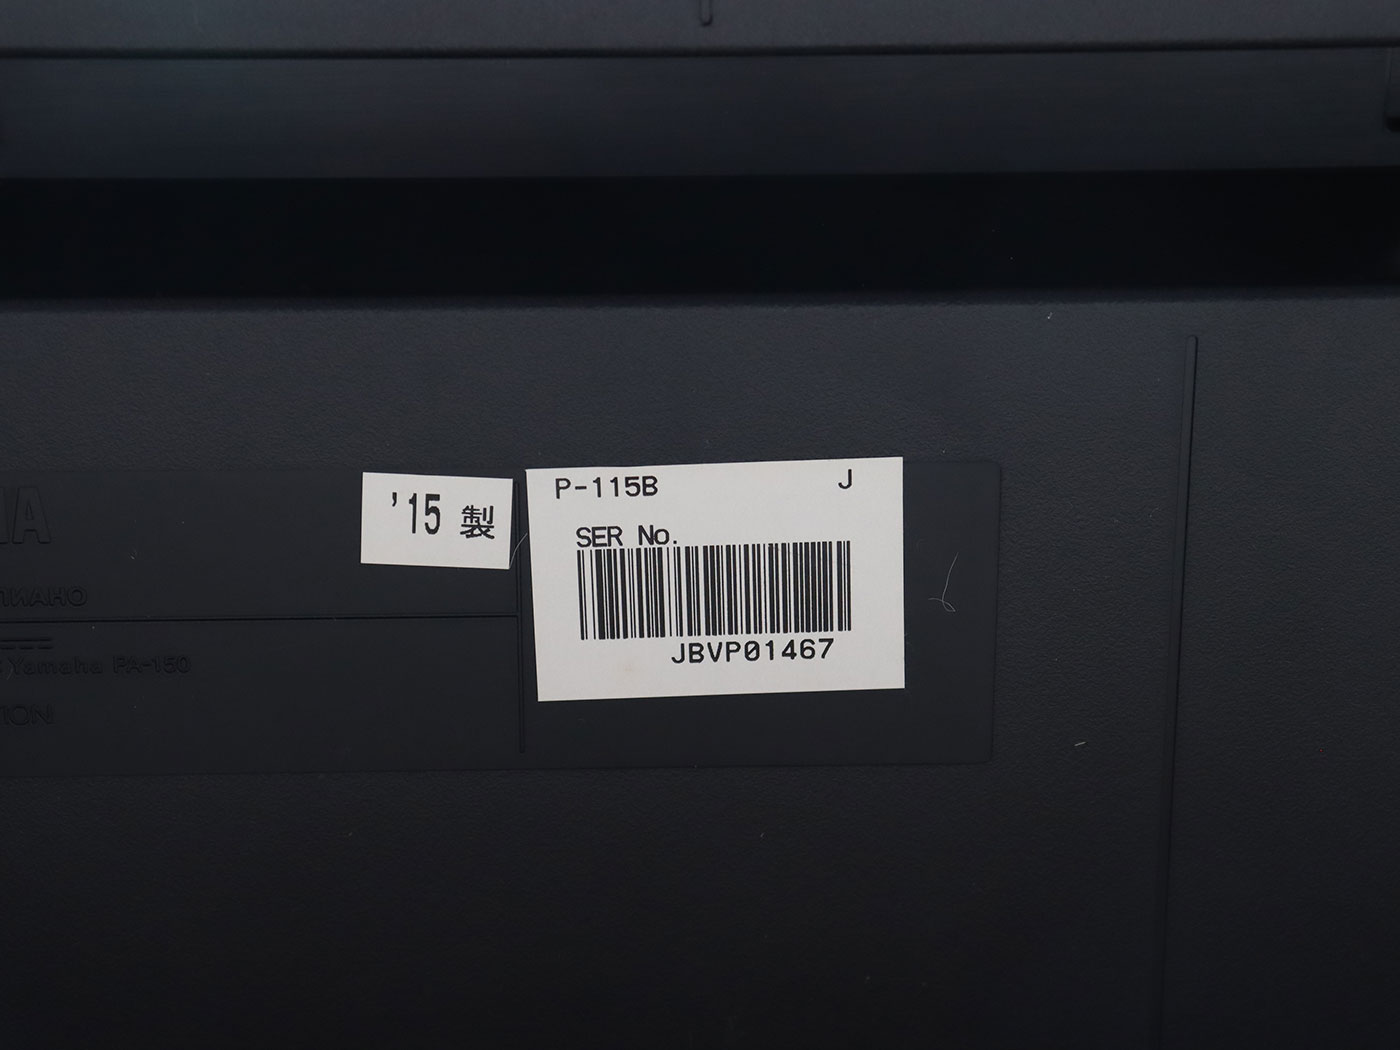 '15 製
P-115B J
SER No.
JBVP01467
Yamaha PA-150